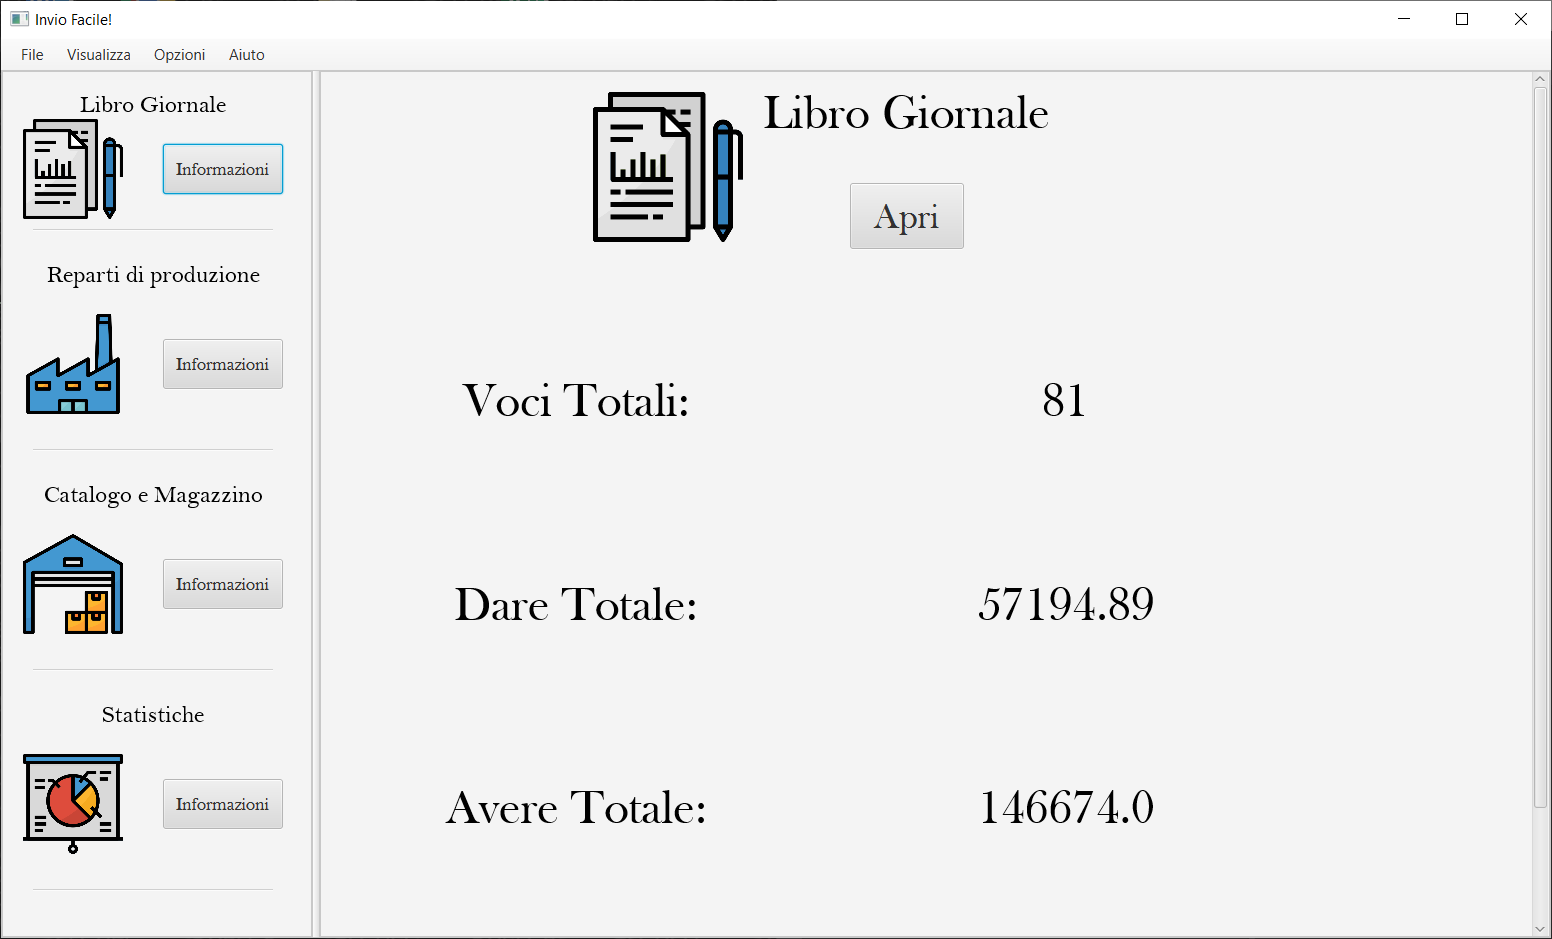 Invio Facile!
File Visualizza Opzioni Aiuto
Libro Giornale
Informazioni
Reparti di produzione
Informazioni
Catalogo e Magazzino
Informazioni
Statistiche
Informazioni
Libro Giornale
Apri
Voci Totali: 81
Dare Totale: 57194.89
Avere Totale: 146674.0